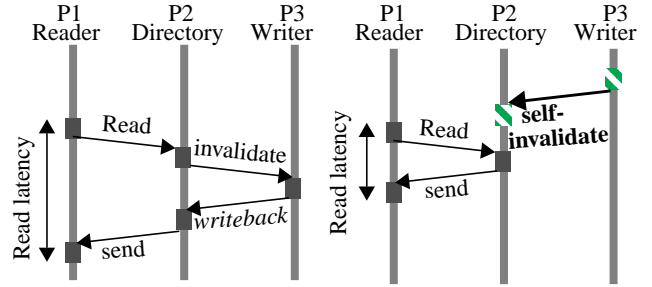 P1 P2 P3
Reader Directory Writer
Read
invalidate
writeback
send
Read latency
P1 P2 P3
Reader Directory Writer
self-
invalidate
Read
send
Read latency